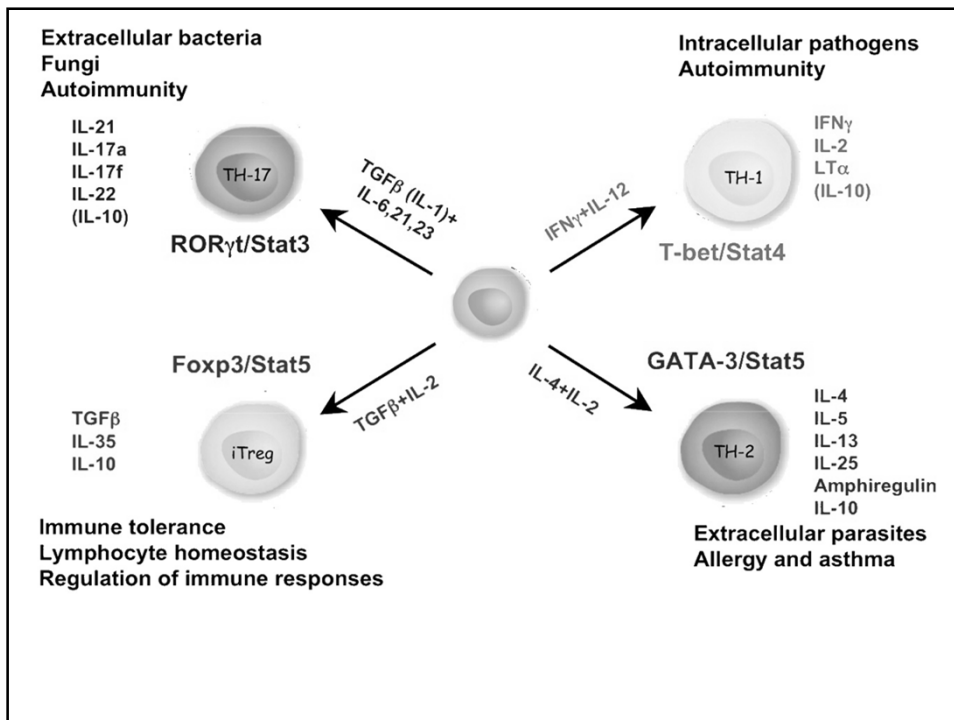 Extracellular bacteria
Fungi
Autoimmunity
IL-21
IL-17a
IL-17f
IL-22
(IL-10)
TH-17
RORγt/Stat3
TGFβ (IL-1)+
IL-6,21,23
Intracellular pathogens
Autoimmunity
IFNγ+IL-12
TH-1
IFNγ
IL-2
LTα
(IL-10)
T-bet/Stat4
Foxp3/Stat5
TGFβ+IL-2
TGFβ
IL-35
IL-10
iTreg
Immune tolerance
Lymphocyte homeostasis
Regulation of immune responses
GATA-3/Stat5
IL-4+IL-2
TH-2
IL-4
IL-5
IL-13
IL-25
Amphiregulin
IL-10
Extracellular parasites
Allergy and asthma